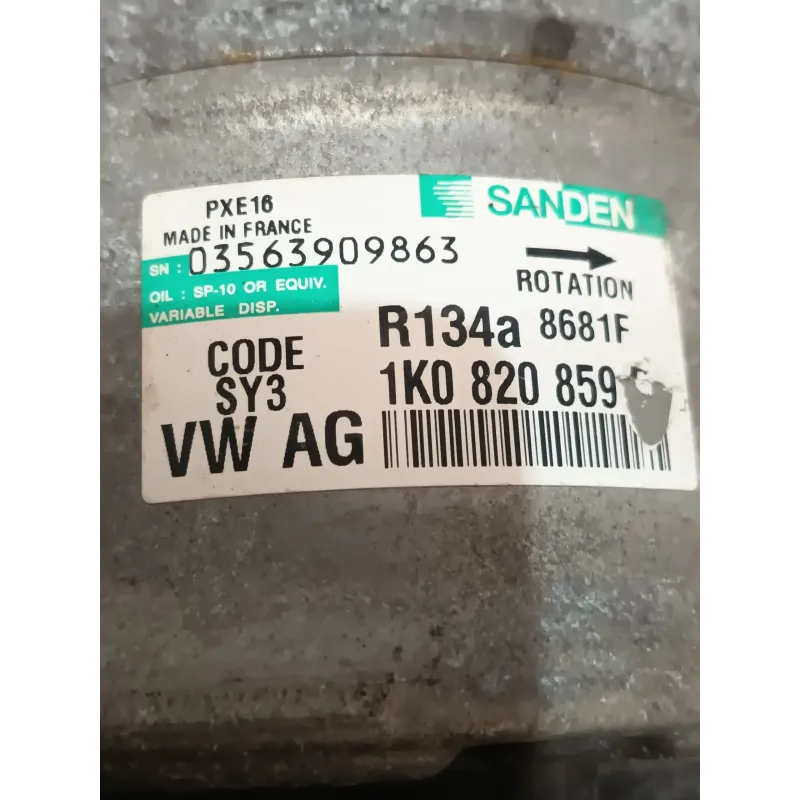 PXE16
MADE IN FRANCE
SANDEN
SN : 03563909863
ROTATION
OIL : SP-10 OR EQUIV.
VARIABLE DISP.
R134a 8681F
CODE
SY3
1K0 820 859
VW AG